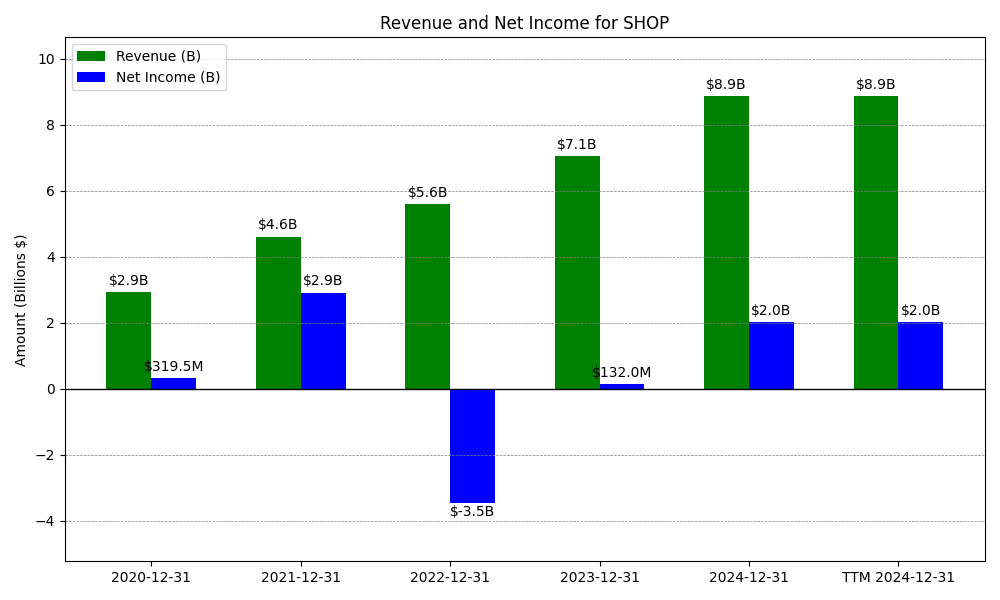 Revenue and Net Income for SHOP
Revenue (B)
Net Income (B)
Amount (Billions $)
10
8
6
4
2
0
−2
−4
$2.9B
$319.5M
$4.6B
$2.9B
$5.6B
$-3.5B
$7.1B
$132.0M
$8.9B
$2.0B
$8.9B
$2.0B
2020-12-31
2021-12-31
2022-12-31
2023-12-31
2024-12-31
TTM 2024-12-31